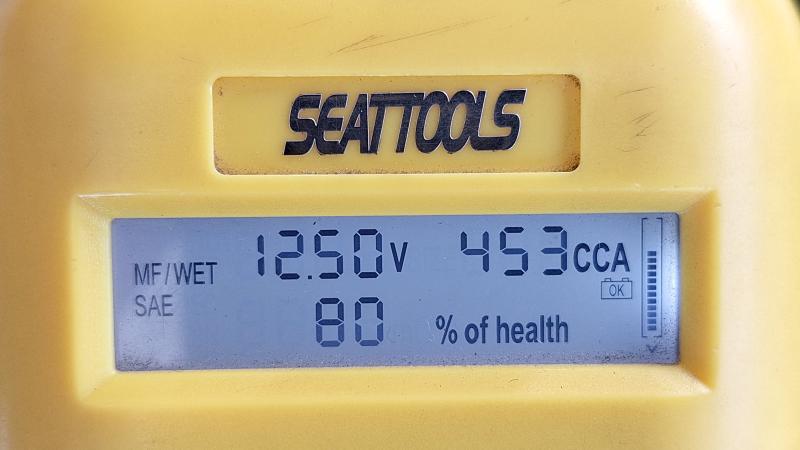 SEATTOOLS
MF/WET 12.50V 453CCA
SAE OK
80 % of health
V